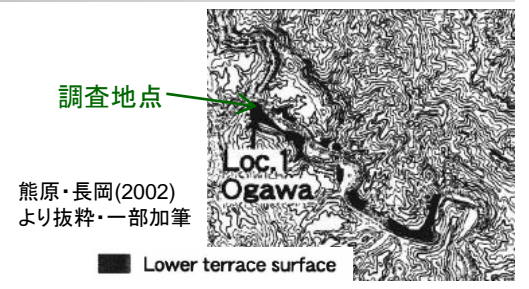 調査地点
Loc.1
Ogawa
熊原・長岡(2002)
より抜粋・一部加筆
Lower terrace surface